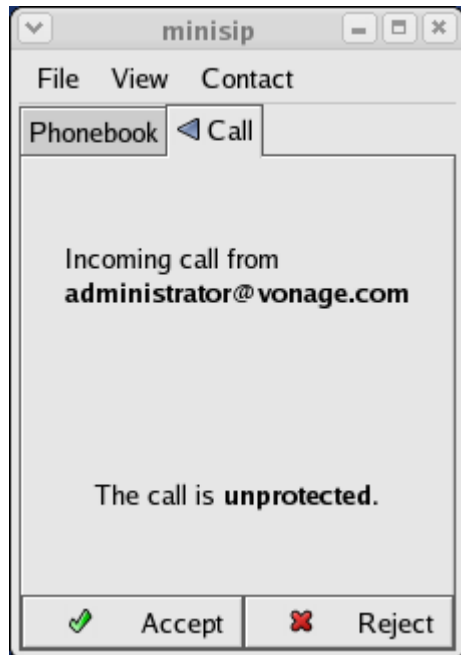 minisip
File View Contact
Phonebook Call
Incoming call from
administrator@vonage.com
The call is unprotected.
Accept Reject